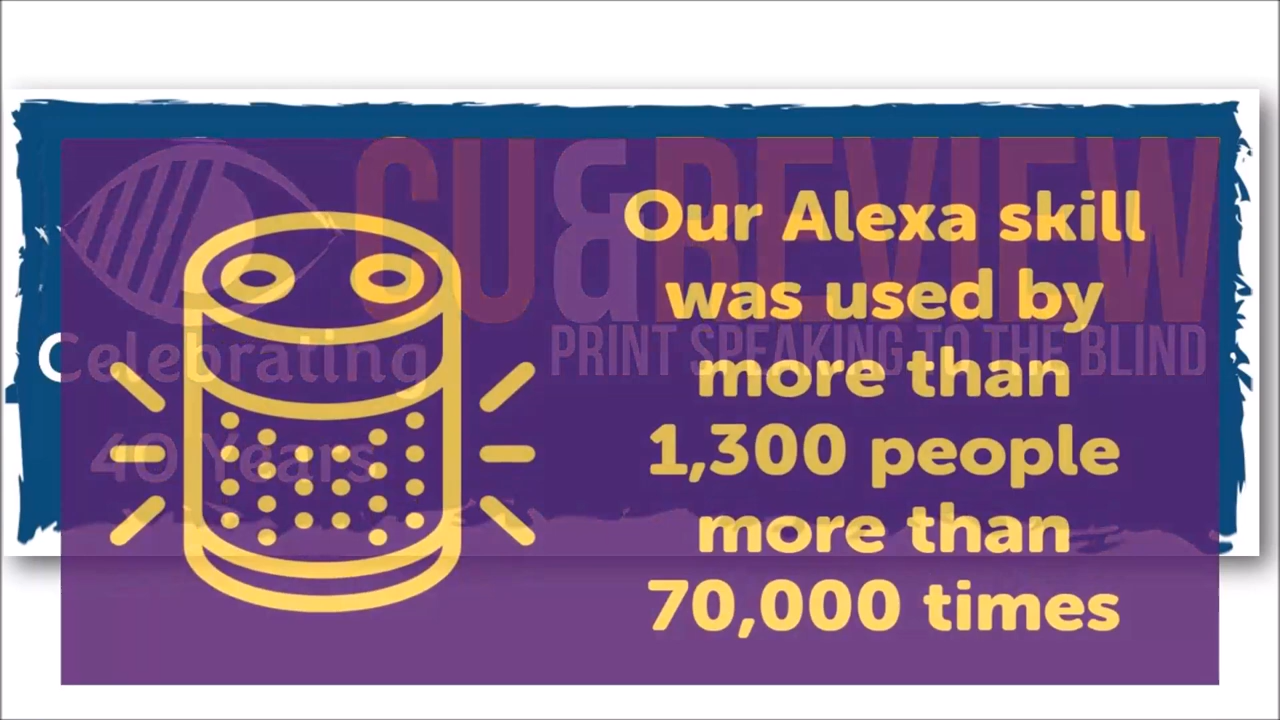 CU&REVIEW
PRINT SPEAKING TO THE BLIND
Celebrating
40 Years
Our Alexa skill
was used by
more than
1,300 people
more than
70,000 times